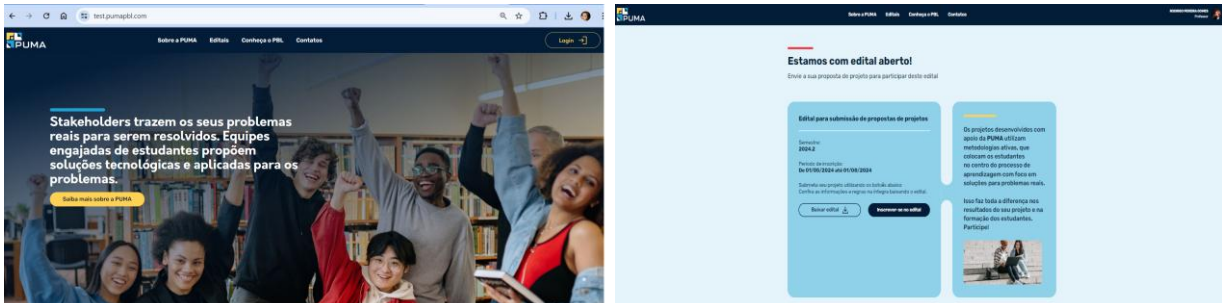 test.pumapbl.com
PUMA
Sobre a PUMA Editais Conheça o PBL Contatos
Login
Stakeholders trazem os seus problemas
reais para serem resolvidos. Equipes
engajadas de estudantes propõem
soluções tecnológicas e aplicadas para os
problemas.
Saiba mais sobre a PUMA
PUMA
Sobre a PUMA Editais Conheça o PBL Contatos
Professor
Estamos com edital aberto!
Envie a sua proposta de projeto para participar deste edital
Edital para submissão de propostas de projetos
Semestre:
2024.2
Período de inscrição:
De 01/05/2024 até 01/08/2024
Submeta seu projeto utilizando os botão abaixo:
Confira as informações e regras na íntegra baixando o edital.
Baixar edital
Inscrever-se no edital
Os projetos desenvolvidos com
apoio da PUMA utilizam
metodologias ativas, que
colocam os estudantes
no centro do processo de
aprendizagem com foco em
soluções para problemas reais.
Isso faz toda a diferença nos
resultados do seu projeto e na
formação dos estudantes.
Participe!